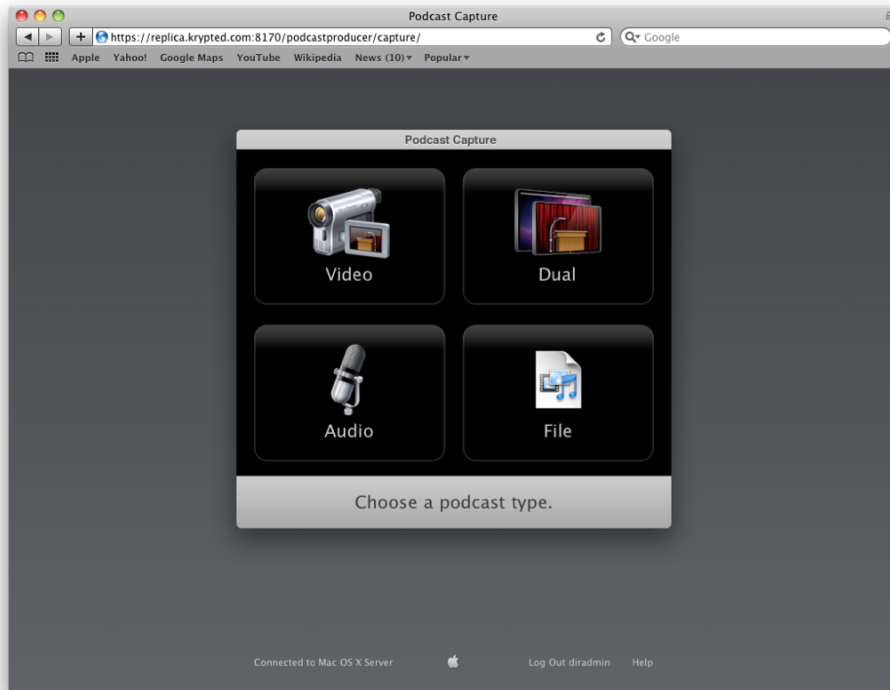 Podcast Capture
https://replica.krypted.com:8170/podcastproducer/capture/
Google
Apple Yahoo! Google Maps YouTube Wikipedia News (10) Popular
Podcast Capture
Video Dual
Audio File
Choose a podcast type.
Connected to Mac OS X Server Log Out diradmin Help